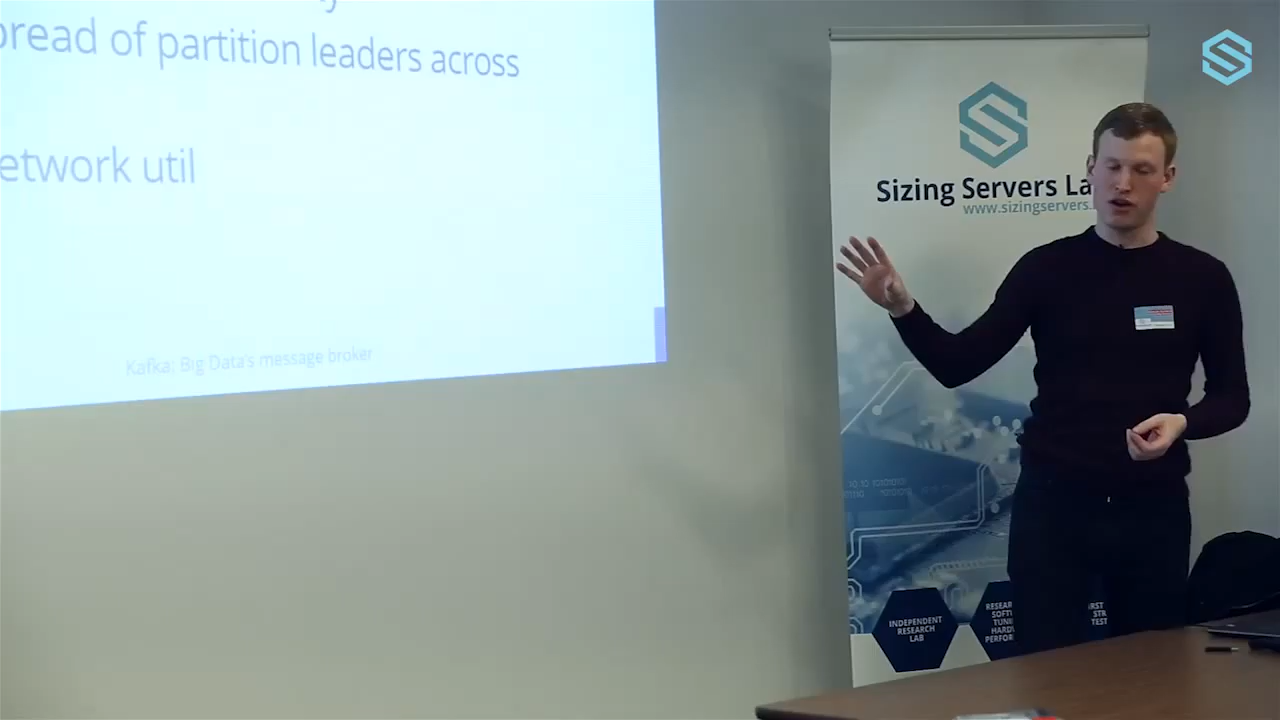 pread of partition leaders across
etwork util
Kafka: Big Data's message broker
Sizing Servers La
www.sizingservers.
INDEPENDENT
RESEARCH
LAB